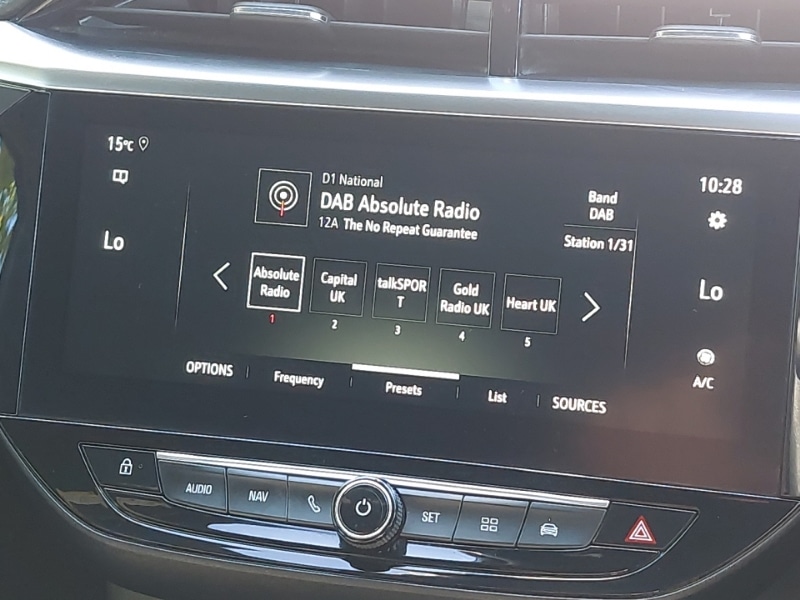 15°C
10:28
D1 National
DAB Absolute Radio
12A The No Repeat Guarantee
Band
DAB
Station 1/31
Lo
Lo
Absolute
Radio
Capital
UK
talkSPOR
T
Gold
Radio UK
Heart UK
1
2
3
4
5
A/C
OPTIONS
Frequency
Presets
List
SOURCES
AUDIO
NAV
SET